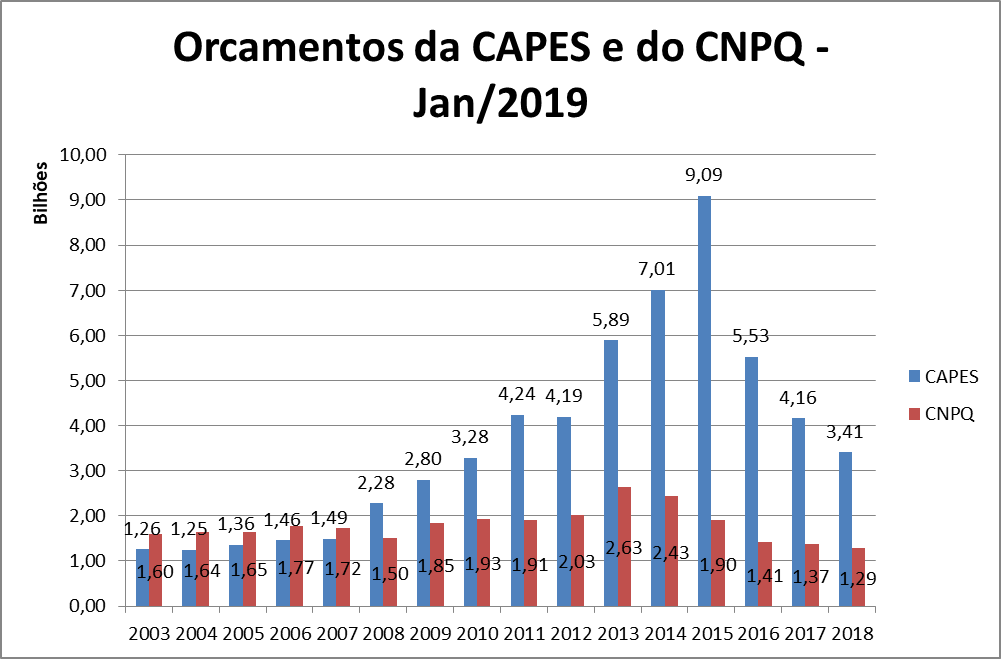 Orcamentos da CAPES e do CNPQ -
Jan/2019
Bilhões
10,00
9,00
8,00
7,00
6,00
5,00
4,00
3,00
2,00
1,00
0,00
1,26 1,25 1,36 1,46 1,49 2,28 2,80 3,28 4,24 4,19 5,89 7,01 9,09 5,53 4,16 3,41
1,60 1,64 1,65 1,77 1,72 1,50 1,85 1,93 1,91 2,03 2,63 2,43 1,90 1,41 1,37 1,29
2003 2004 2005 2006 2007 2008 2009 2010 2011 2012 2013 2014 2015 2016 2017 2018
CAPES
CNPQ